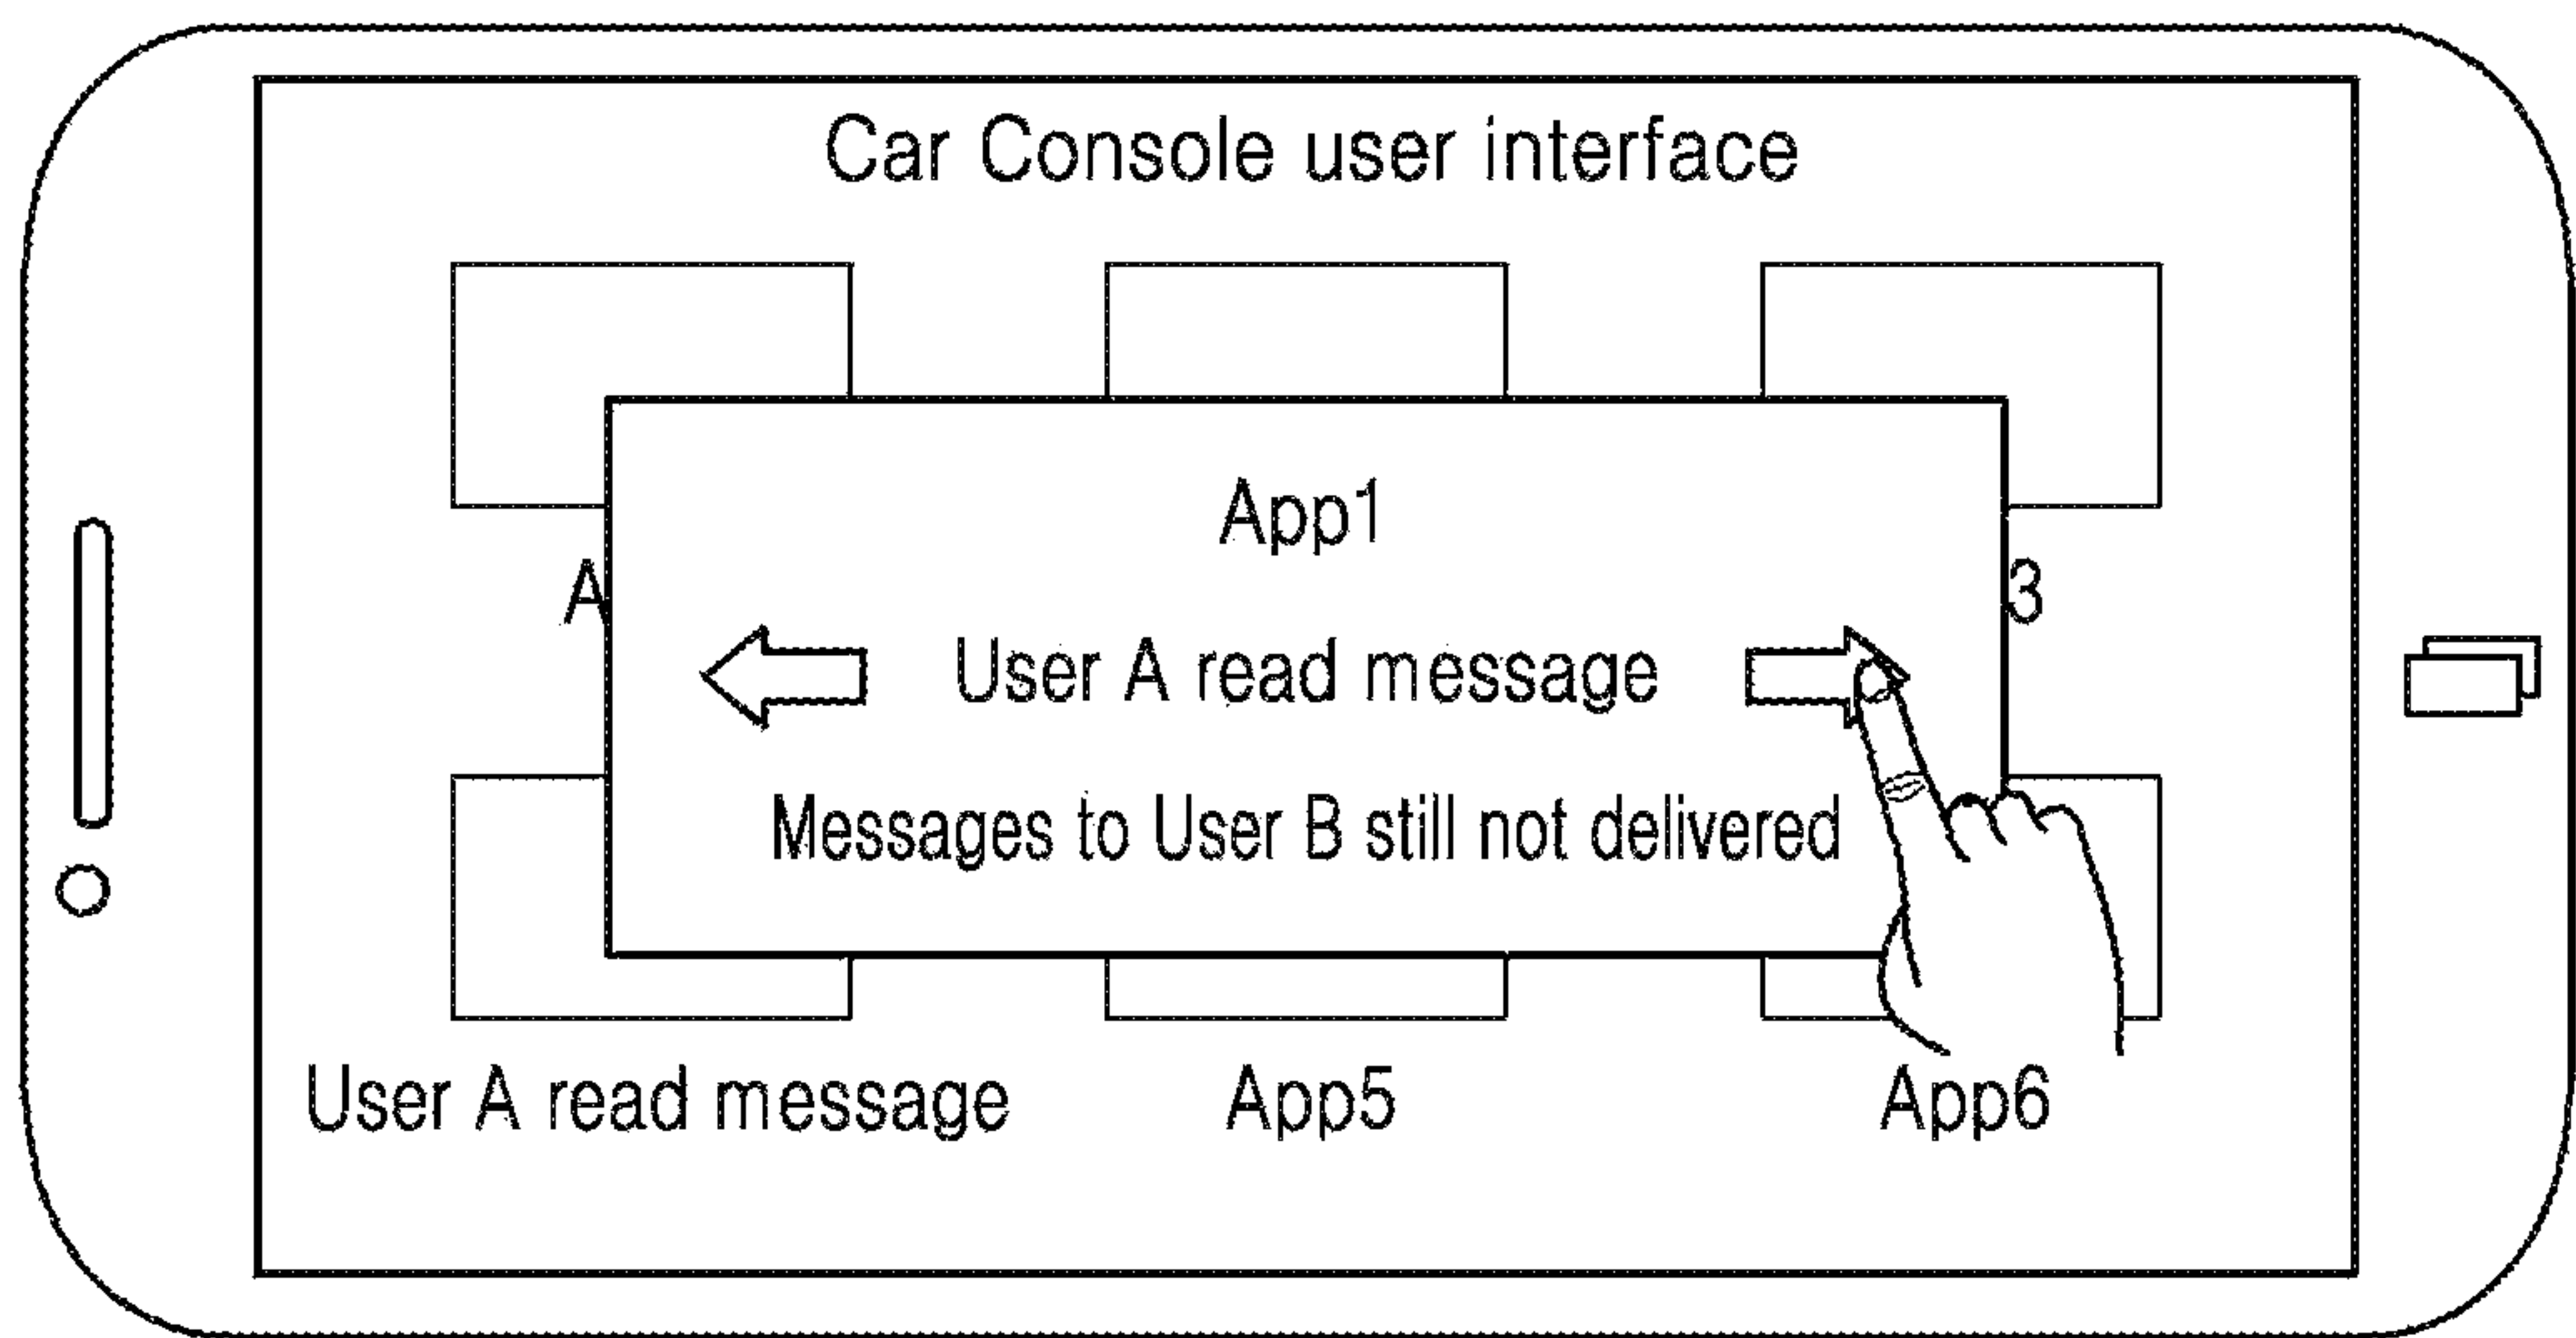 Car Console user interface
App1
A
3
User A read message
Messages to User B still not delivered
User A read message
App5
App6